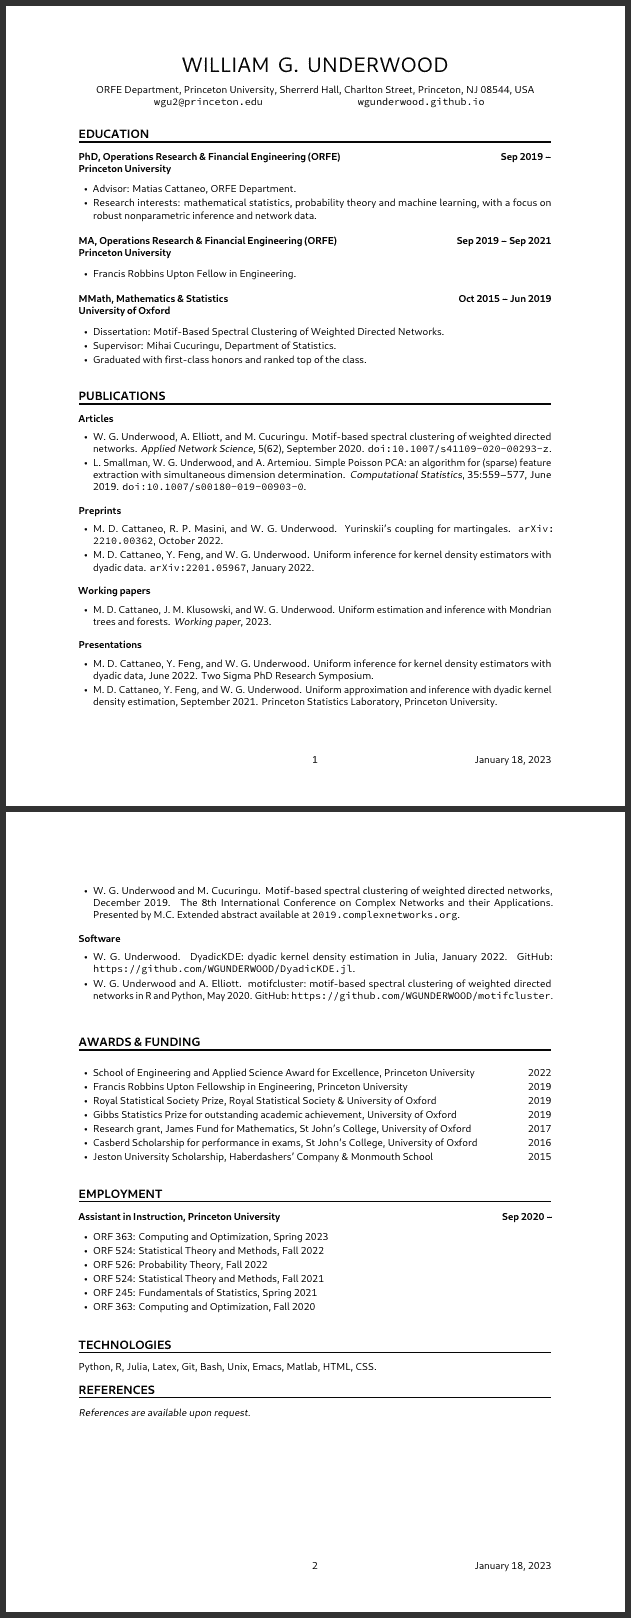 WILLIAM G. UNDERWOOD
ORFE Department, Princeton University, Sherrerd Hall, Charlton Street, Princeton, NJ 08544, USA
wgu2@princeton.edu wgunderwood.github.io
EDUCATION
PhD, Operations Research & Financial Engineering (ORFE) Sep 2019 –
Princeton University
• Advisor: Matias Cattaneo, ORFE Department.
• Research interests: mathematical statistics, probability theory and machine learning, with a focus on
robust nonparametric inference and network data.
MA, Operations Research & Financial Engineering (ORFE) Sep 2019 – Sep 2021
Princeton University
• Francis Robbins Upton Fellow in Engineering.
MMath, Mathematics & Statistics Oct 2015 – Jun 2019
University of Oxford
• Dissertation: Motif-Based Spectral Clustering of Weighted Directed Networks.
• Supervisor: Mihai Cucuringu, Department of Statistics.
• Graduated with first-class honors and ranked top of the class.
PUBLICATIONS
Articles
• W. G. Underwood, A. Elliott, and M. Cucuringu. Motif-based spectral clustering of weighted directed
networks. Applied Network Science, 5(62), September 2020. doi:10.1007/s41109-020-00293-z.
• L. Smallman, W. G. Underwood, and A. Artemiou. Simple Poisson PCA: an algorithm for (sparse) feature
extraction with simultaneous dimension determination. Computational Statistics, 35:559–577, June
2019. doi:10.1007/s00180-019-00903-0.
Preprints
• M. D. Cattaneo, R. P. Masini, and W. G. Underwood. Yurinskii's coupling for martingales. arXiv:
2210.00362, October 2022.
• M. D. Cattaneo, Y. Feng, and W. G. Underwood. Uniform inference for kernel density estimators with
dyadic data. arXiv:2201.05967, January 2022.
Working papers
• M. D. Cattaneo, J. M. Klusowski, and W. G. Underwood. Uniform estimation and inference with Mondrian
trees and forests. Working paper, 2023.
Presentations
• M. D. Cattaneo, Y. Feng, and W. G. Underwood. Uniform inference for kernel density estimators with
dyadic data, June 2022. Two Sigma PhD Research Symposium.
• M. D. Cattaneo, Y. Feng, and W. G. Underwood. Uniform approximation and inference with dyadic kernel
density estimation, September 2021. Princeton Statistics Laboratory, Princeton University.
1 January 18, 2023
• W. G. Underwood and M. Cucuringu. Motif-based spectral clustering of weighted directed networks,
December 2019. The 8th International Conference on Complex Networks and their Applications.
Presented by M.C. Extended abstract available at 2019.complexnetworks.org.
Software
• W. G. Underwood. DyadicKDE: dyadic kernel density estimation in Julia, January 2022. GitHub:
https://github.com/WGUNDERWOOD/DyadicKDE.jl.
• W. G. Underwood and A. Elliott. motifcluster: motif-based spectral clustering of weighted directed
networks in R and Python, May 2020. GitHub: https://github.com/WGUNDERWOOD/motifcluster.
AWARDS & FUNDING
• School of Engineering and Applied Science Award for Excellence, Princeton University 2022
• Francis Robbins Upton Fellowship in Engineering, Princeton University 2019
• Royal Statistical Society Prize, Royal Statistical Society & University of Oxford 2019
• Gibbs Statistics Prize for outstanding academic achievement, University of Oxford 2019
• Research grant, James Fund for Mathematics, St John's College, University of Oxford 2017
• Casberd Scholarship for performance in exams, St John's College, University of Oxford 2016
• Jeston University Scholarship, Haberdashers' Company & Monmouth School 2015
EMPLOYMENT
Assistant in Instruction, Princeton University Sep 2020 –
• ORF 363: Computing and Optimization, Spring 2023
• ORF 524: Statistical Theory and Methods, Fall 2022
• ORF 526: Probability Theory, Fall 2022
• ORF 524: Statistical Theory and Methods, Fall 2021
• ORF 245: Fundamentals of Statistics, Spring 2021
• ORF 363: Computing and Optimization, Fall 2020
TECHNOLOGIES
Python, R, Julia, Latex, Git, Bash, Unix, Emacs, Matlab, HTML, CSS.
REFERENCES
References are available upon request.
2 January 18, 2023